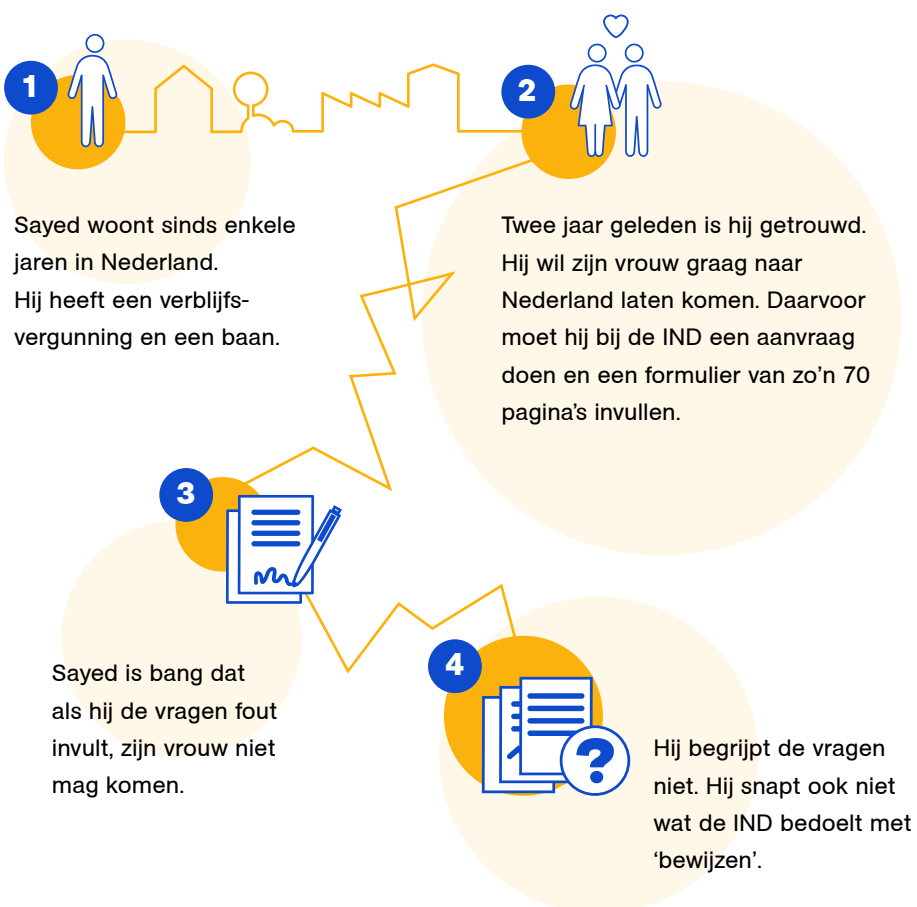 1
Sayed woont sinds enkele
jaren in Nederland.
Hij heeft een verblijfs-
vergunning en een baan.
2
Twee jaar geleden is hij getrouwd.
Hij wil zijn vrouw graag naar
Nederland laten komen. Daarvoor
moet hij bij de IND een aanvraag
doen en een formulier van zo’n 70
pagina’s invullen.
3
Sayed is bang dat
als hij de vragen fout
invult, zijn vrouw niet
mag komen.
4
?
Hij begrijpt de vragen
niet. Hij snapt ook niet
wat de IND bedoelt met
‘bewijzen’.